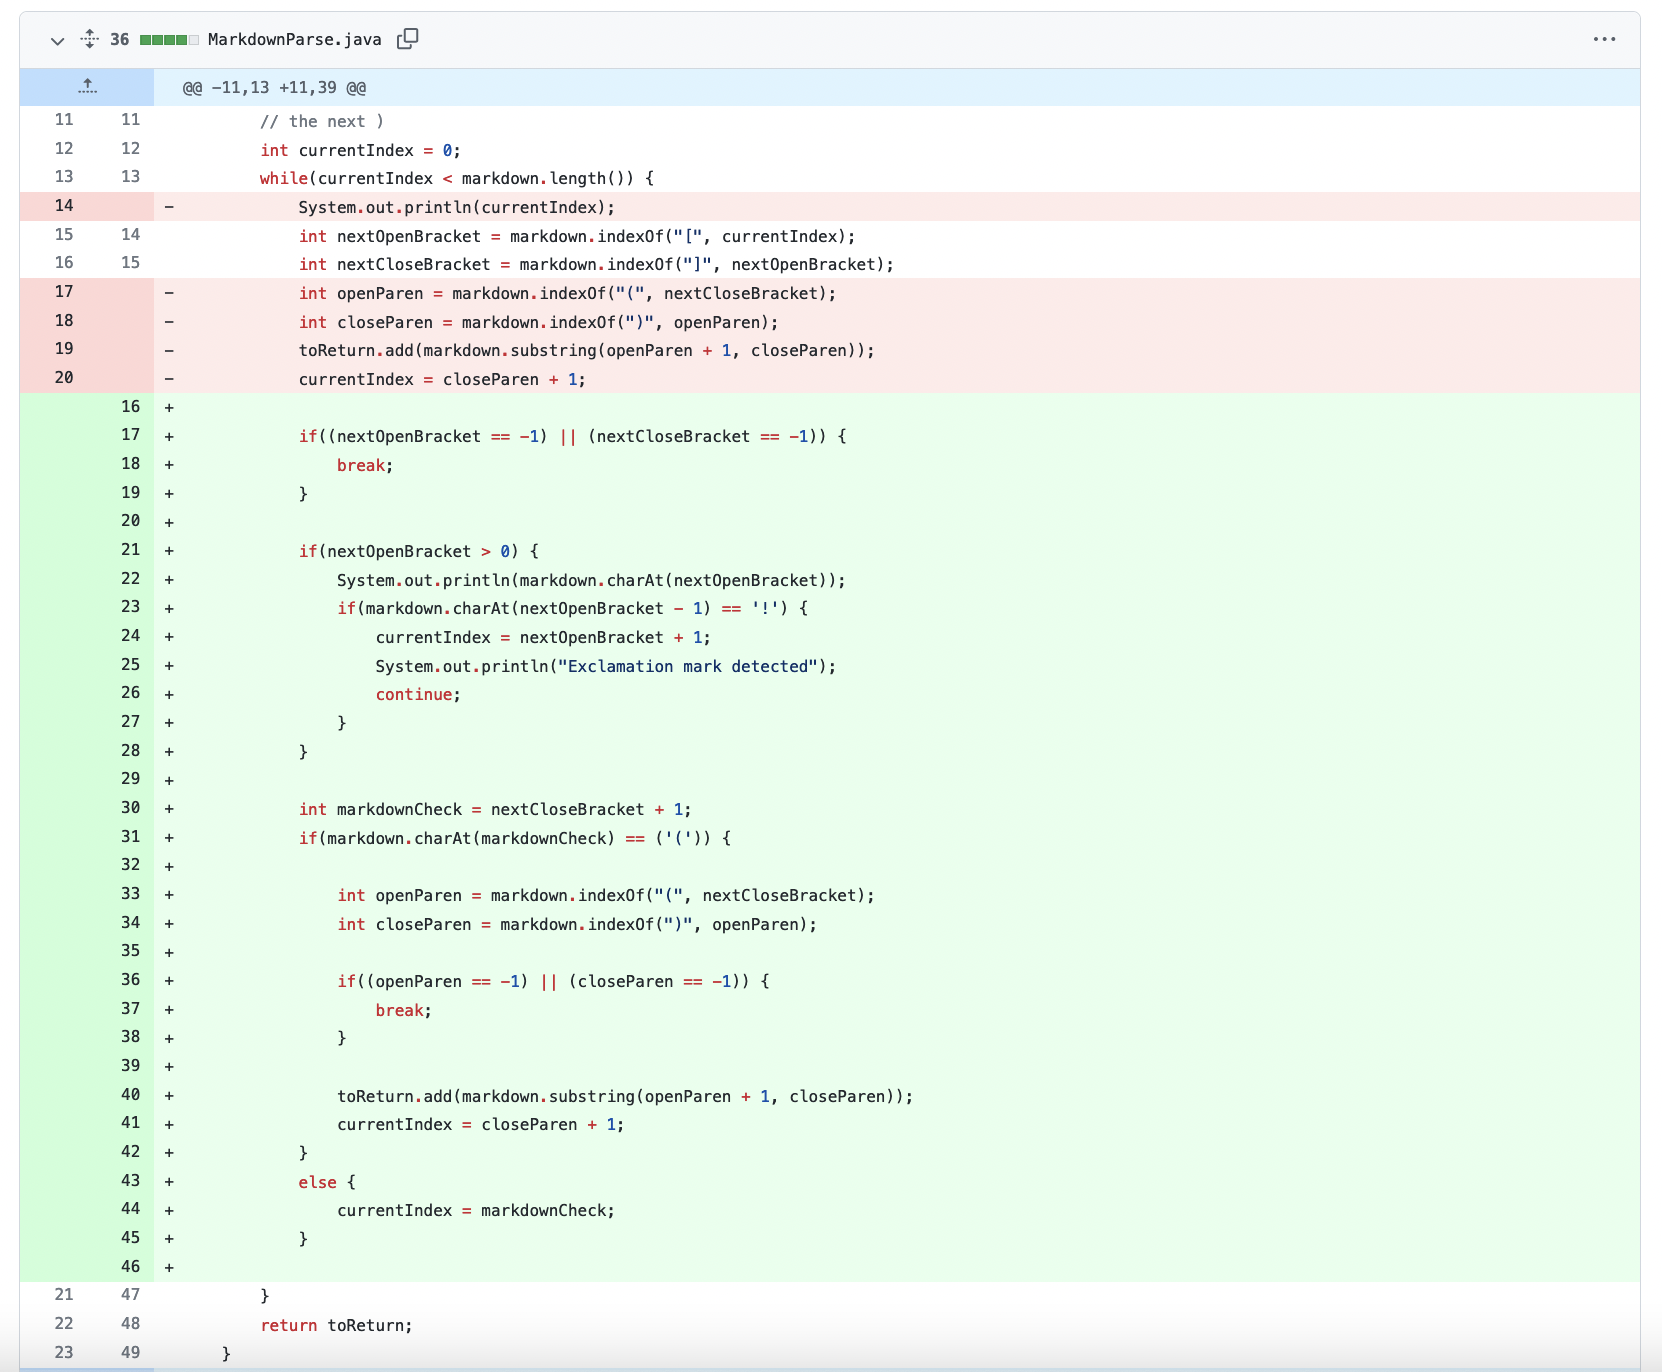 36 MarkdownParse.java
@@ -11,13 +11,39 @@
11 11 // the next )
12 12 int currentIndex = 0;
13 13 while(currentIndex < markdown.length()) {
14 - System.out.println(currentIndex);
15 14 int nextOpenBracket = markdown.indexOf("[", currentIndex);
16 15 int nextCloseBracket = markdown.indexOf("]", nextOpenBracket);
17 - int openParen = markdown.indexOf("(", nextCloseBracket);
18 - int closeParen = markdown.indexOf(")", openParen);
19 - toReturn.add(markdown.substring(openParen + 1, closeParen));
20 - currentIndex = closeParen + 1;
16 +
17 + if((nextOpenBracket == -1) || (nextCloseBracket == -1)) {
18 + break;
19 + }
20 +
21 + if(nextOpenBracket > 0) {
22 + System.out.println(markdown.charAt(nextOpenBracket));
23 + if(markdown.charAt(nextOpenBracket - 1) == '!') {
24 + currentIndex = nextOpenBracket + 1;
25 + System.out.println("Exclamation mark detected");
26 + continue;
27 + }
28 + }
29 +
30 + int markdownCheck = nextCloseBracket + 1;
31 + if(markdown.charAt(markdownCheck) == ('(')) {
32 +
33 + int openParen = markdown.indexOf("(", nextCloseBracket);
34 + int closeParen = markdown.indexOf(")", openParen);
35 +
36 + if((openParen == -1) || (closeParen == -1)) {
37 + break;
38 + }
39 +
40 + toReturn.add(markdown.substring(openParen + 1, closeParen));
41 + currentIndex = closeParen + 1;
42 + }
43 + else {
44 + currentIndex = markdownCheck;
45 + }
46 +
21 47 }
22 48 return toReturn;
23 49 }